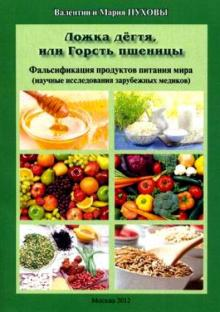 Валентин и Мария ПУХОВЫ
Ложка дёгтя,
или Горсть пшеницы
Фальсификация продуктов питания мира
(научные исследования зарубежных медиков)
Москва 2012